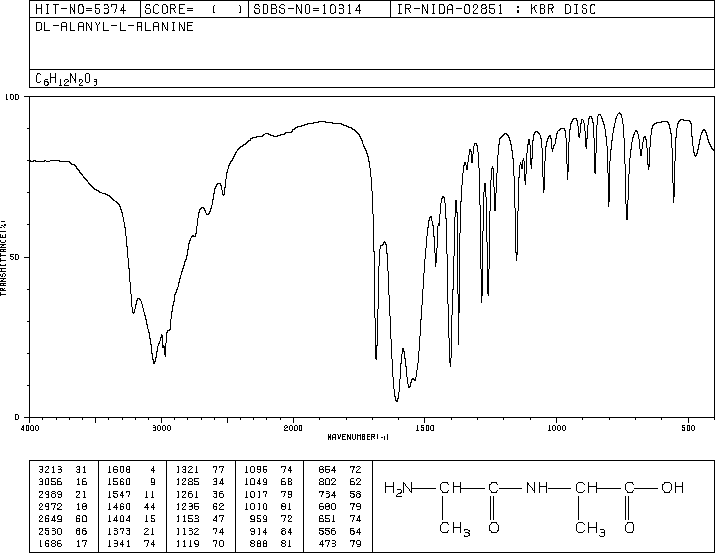 HIT-NO=5374 SCORE= ( ) SDBS-NO=10314 IR-NIDA-02851 : KBR DISC
DL-ALANYL-L-ALANINE
C6H12N2O3
100
50
0
TRANSMITTANCE(%)
4000 3000 2000 1500 1000 500
WAVENUMBER(-1)
3213 31 1608 4 1321 77 1096 74 854 72
3056 16 1560 9 1285 34 1049 68 802 62
2989 21 1547 11 1261 36 1017 79 734 58
2972 18 1460 44 1236 62 1010 81 680 79
2649 60 1404 15 1153 47 959 72 651 74
2530 66 1373 21 1132 74 914 84 556 64
1686 17 1341 74 1119 70 888 81 473 79
H2N CH C NH CH C OH
CH3 O CH3 O